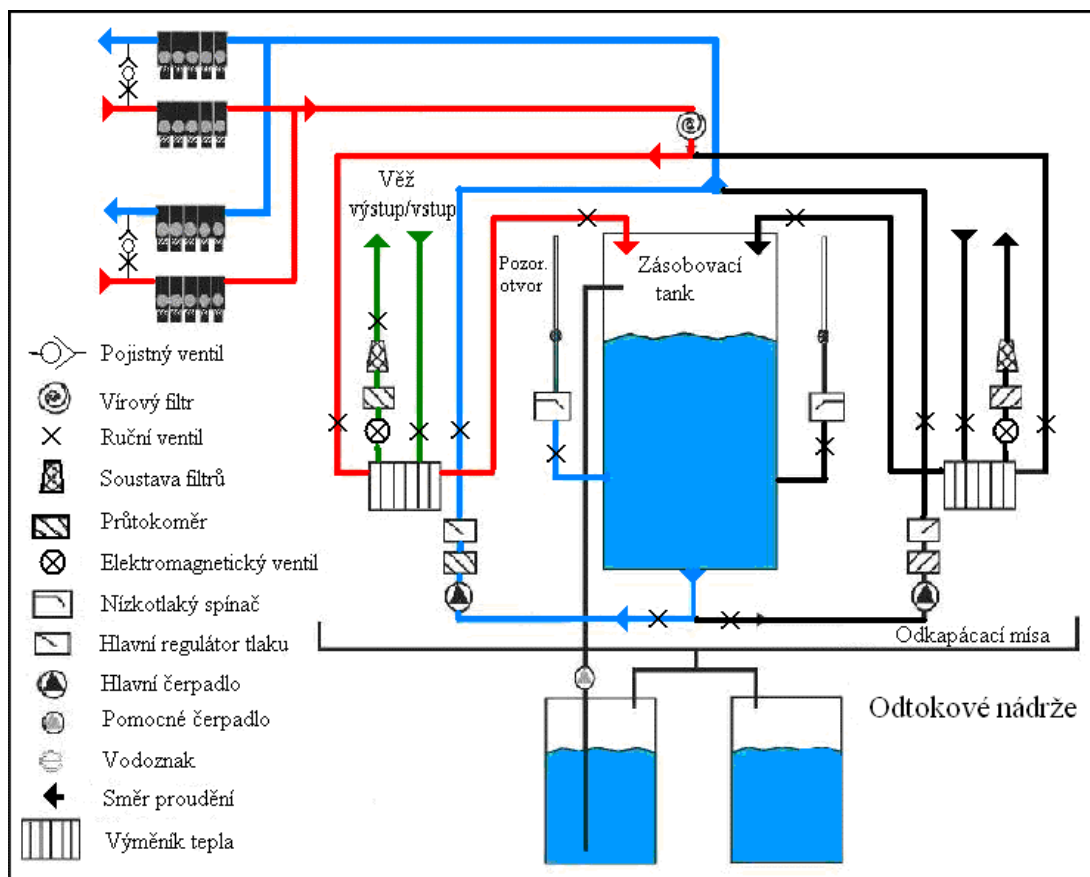 Věž
výstup/vstup
Pozor.
otvor
Zásobovací
tank
Pojistný ventil
Vírový filtr
Ruční ventil
Soustava filtrů
Průtokoměr
Elektromagnetický ventil
Nízkotlaký spínač
Hlavní regulátor tlaku
Hlavní čerpadlo
Pomocné čerpadlo
Vodoznak
Směr proudění
Výměník tepla
Odkapácací mísa
Odtokové nádrže